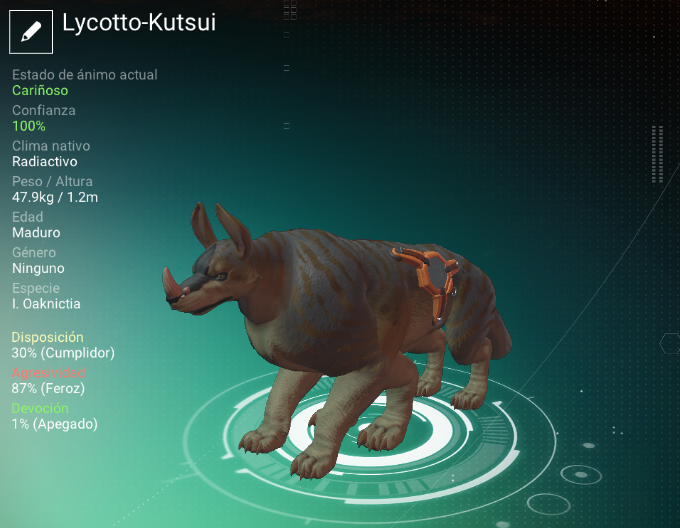 Lycotto-Kutsui
Estado de ánimo actual
Cariñoso
Confianza
100%
Clima nativo
Radiactivo
Peso / Altura
47.9kg / 1.2m
Edad
Maduro
Género
Ninguno
Especie
I. Oaknictia
Disposición
30% (Cumplidor)
Agresividad
87% (Feroz)
Devoción
1% (Apegado)